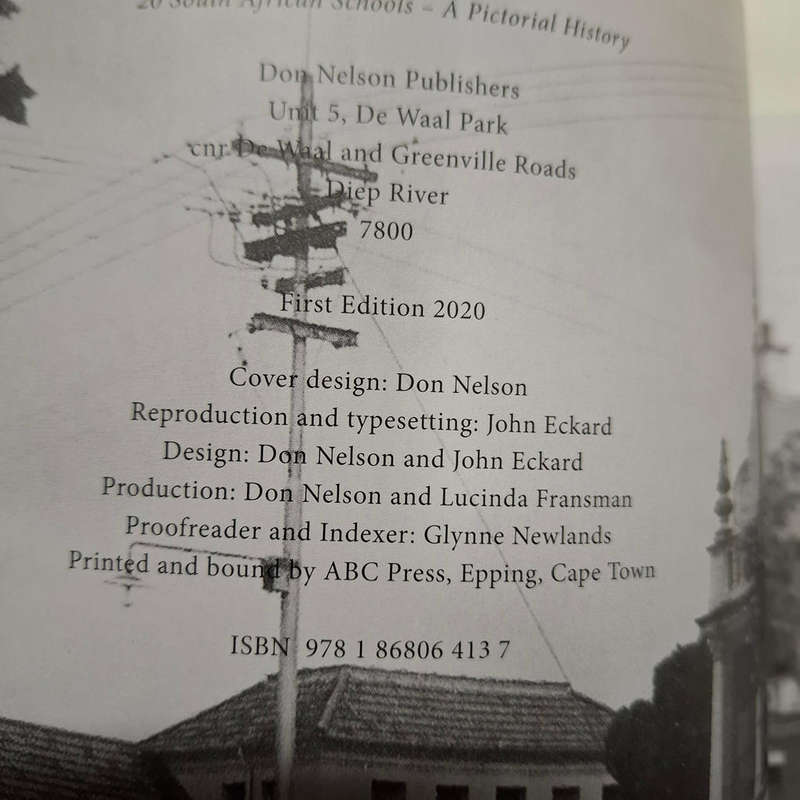 20 South African Schools – A Pictorial History
Don Nelson Publishers
Unit 5, De Waal Park
cnr De Waal and Greenville Roads
Diep River
7800
First Edition 2020
Cover design: Don Nelson
Reproduction and typesetting: John Eckard
Design: Don Nelson and John Eckard
Production: Don Nelson and Lucinda Fransman
Proofreader and Indexer: Glynne Newlands
Printed and bound by ABC Press, Epping, Cape Town
ISBN 978 1 86806 413 7